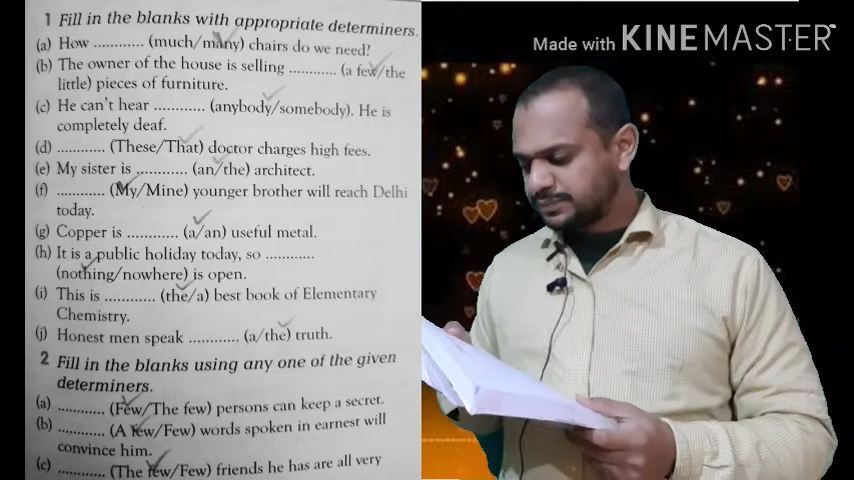 1 Fill in the blanks with appropriate determiners.
(a) How ............ (much/many) chairs do we need?
(b) The owner of the house is selling ............ (a few/the
little) pieces of furniture.
(c) He can't hear ............ (anybody/somebody). He is
completely deaf.
(d) ............ (These/That) doctor charges high fees.
(e) My sister is ............ (an/the) architect.
(f) ............ (My/Mine) younger brother will reach Delhi
today.
(g) Copper is ............ (a/an) useful metal.
(h) It is a public holiday today, so ............
(nothing/nowhere) is open.
(i) This is ............ (the/a) best book of Elementary
Chemistry.
(j) Honest men speak ............ (a/the) truth.
2 Fill in the blanks using any one of the given
determiners.
(a) ............ (Few/The few) persons can keep a secret.
(b) ............ (A few/Few) words spoken in earnest will
convince him.
(c) ............ (The few/Few) friends he has are all very
Made with KINEMASTER